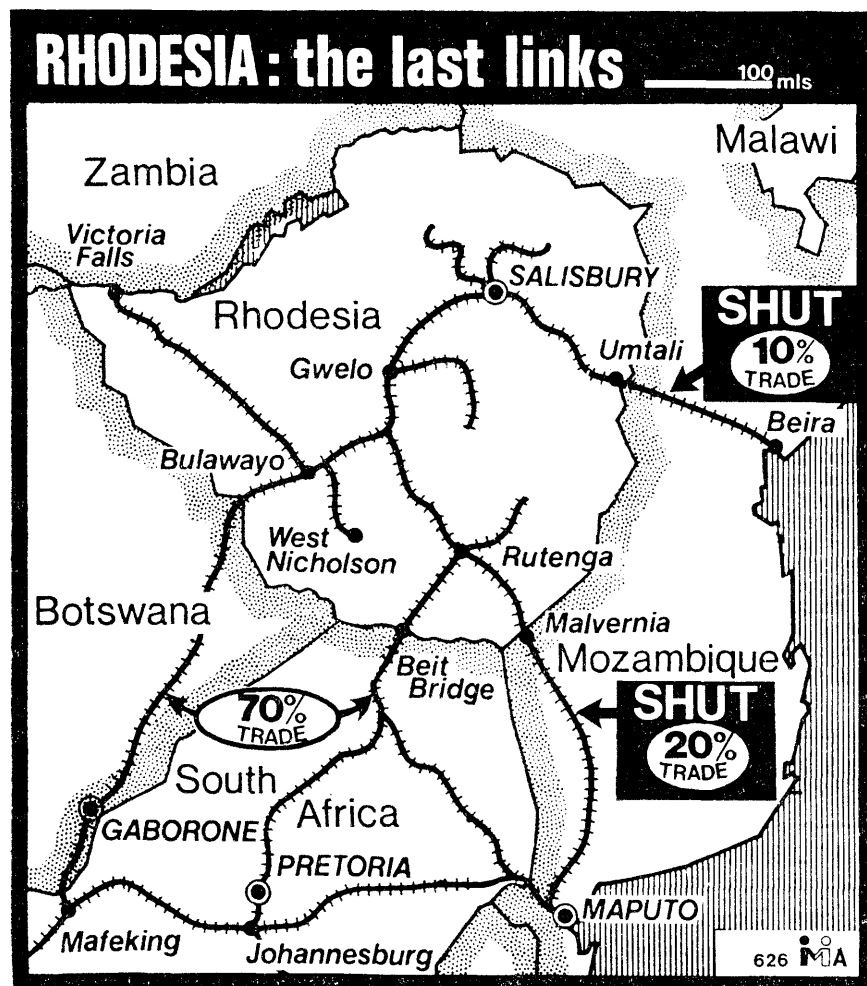 RHODESIA: the last links
100 mls
Malawi
Zambia
Victoria
Falls
SALISBURY
Rhodesia
SHUT
10%
TRADE
Umtali
Gwelo
Beira
Bulawayo
West
Nicholson
Rutenga
Botswana
Malvernia
Mozambique
Beit
Bridge
70%
TRADE
SHUT
20%
TRADE
South
Africa
GABORONE
PRETORIA
MAPUTO
Mafeking
Johannesburg
626 iMA